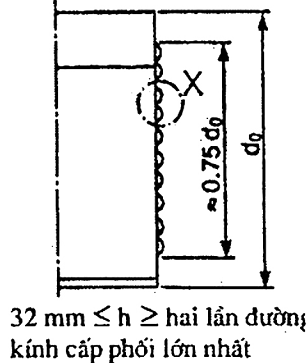 X
≈0.75 d₀
d₀
32 mm ≤ h ≥ hai lần đường
kính cấp phối lớn nhất